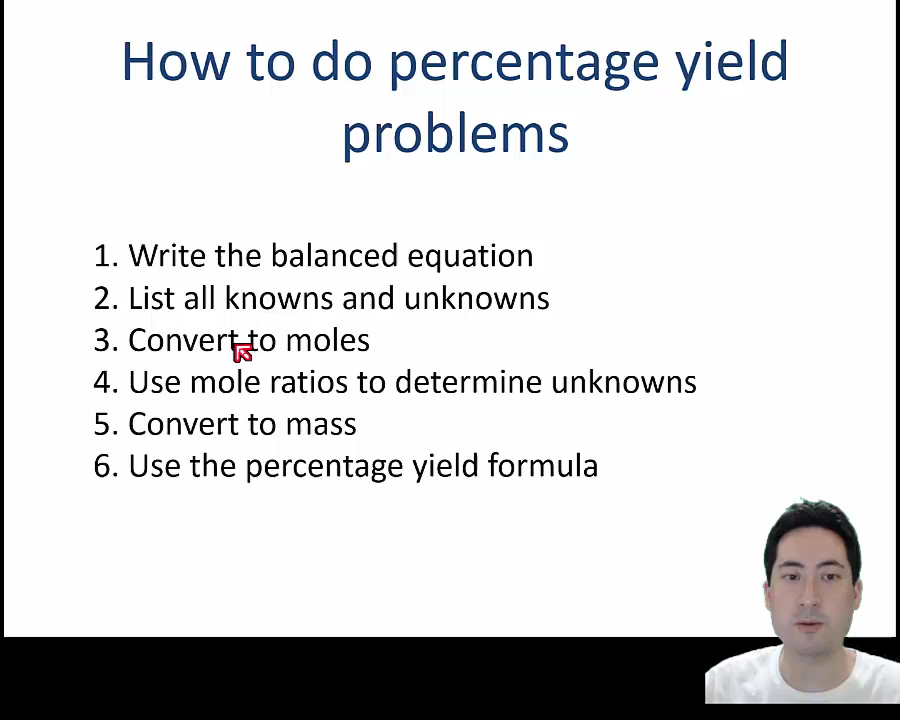 How to do percentage yield
problems
1. Write the balanced equation
2. List all knowns and unknowns
3. Convert to moles
4. Use mole ratios to determine unknowns
5. Convert to mass
6. Use the percentage yield formula